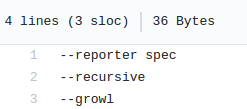 4 lines (3 sloc) 36 Bytes
1 --reporter spec
2 --recursive
3 --growl